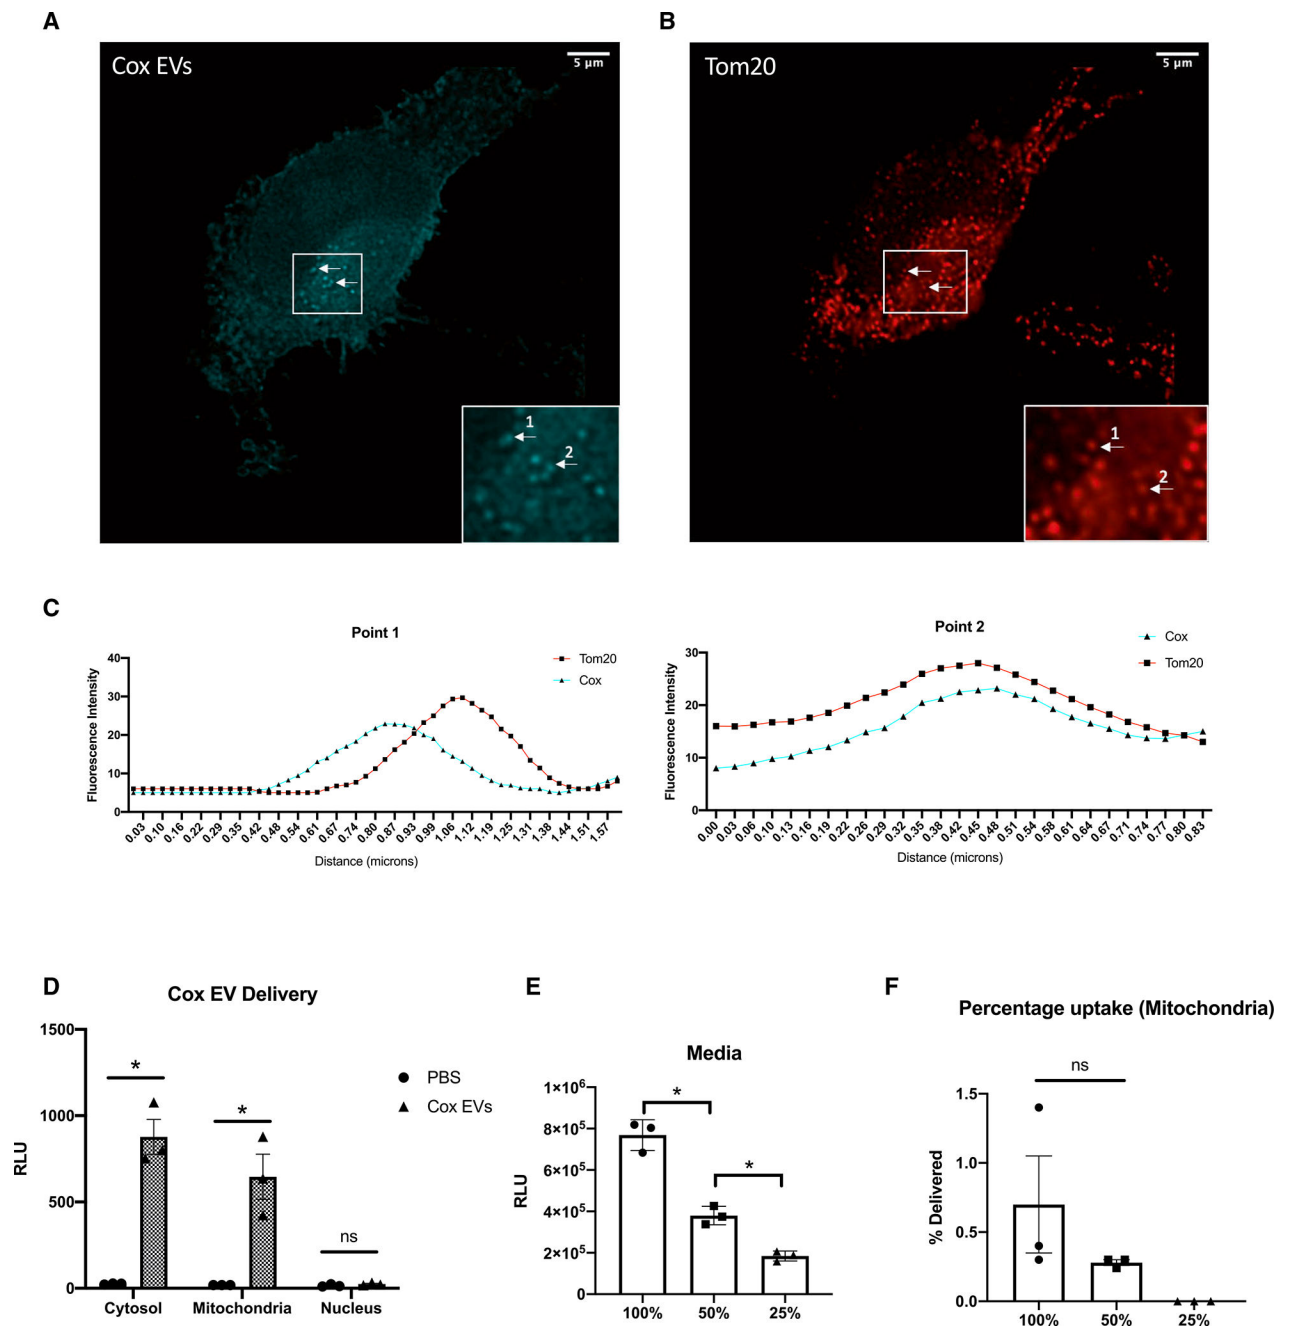 A
B
Cox EVs
5 µm
Tom20
5 µm
1
2
1
2
C
Point 1
Fluorescence Intensity
40
30
20
10
0
Tom20
Cox
0.03 0.10 0.16 0.22 0.29 0.35 0.42 0.48 0.54 0.61 0.67 0.74 0.80 0.87 0.93 0.99 1.06 1.12 1.19 1.25 1.31 1.38 1.44 1.51 1.57
Distance (microns)
Point 2
Fluorescence Intensity
30
20
10
0
Cox
Tom20
0.00 0.03 0.06 0.10 0.13 0.16 0.19 0.22 0.26 0.29 0.32 0.35 0.38 0.42 0.45 0.48 0.51 0.54 0.58 0.61 0.64 0.67 0.71 0.74 0.77 0.80 0.83
Distance (microns)
D
Cox EV Delivery
RLU
1500
1000
500
0
*
*
ns
PBS
Cox EVs
Cytosol Mitochondria Nucleus
E
Media
RLU
1×10⁶
8×10⁵
6×10⁵
4×10⁵
2×10⁵
0
*
*
100% 50% 25%
F
Percentage uptake (Mitochondria)
% Delivered
1.5
1.0
0.5
0.0
ns
100% 50% 25%